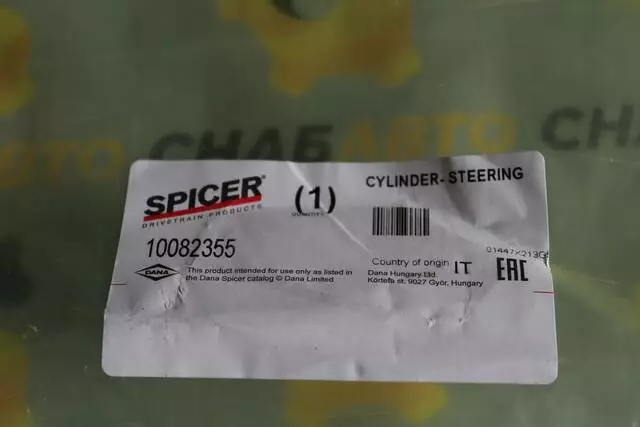 СНАБАВТО
СНАБ
SPICER®
DRIVETRAIN PRODUCTS
(1)
QUANTITY
CYLINDER-STEERING
10082355
DANA
This product intended for use only as listed in
the Dana Spicer catalog © Dana Limited
Country of origin IT
Dana Hungary Ltd.
Körtefa st. 9027 Győr, Hungary
EAC